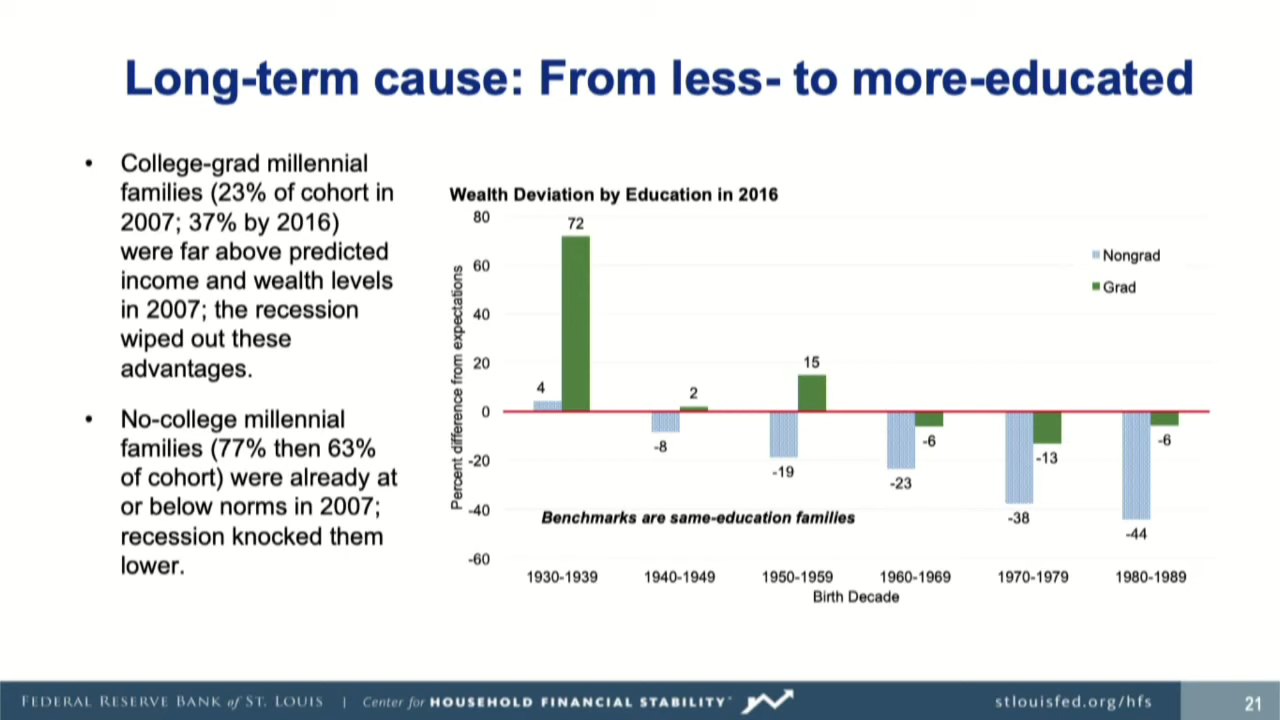 Long-term cause: From less- to more-educated
• College-grad millennial
families (23% of cohort in
2007; 37% by 2016)
were far above predicted
income and wealth levels
in 2007; the recession
wiped out these
advantages.
• No-college millennial
families (77% then 63%
of cohort) were already at
or below norms in 2007;
recession knocked them
lower.
Wealth Deviation by Education in 2016
Percent difference from expectations
80
60
40
20
0
-20
-40
-60
4
72
-8
2
-19
15
-23
-6
-38
-13
-44
-6
Nongrad
Grad
Benchmarks are same-education families
1930-1939
1940-1949
1950-1959
1960-1969
1970-1979
1980-1989
Birth Decade
FEDERAL RESERVE BANK of ST. LOUIS | Center for HOUSEHOLD FINANCIAL STABILITY
stlouisfed.org/hfs
21